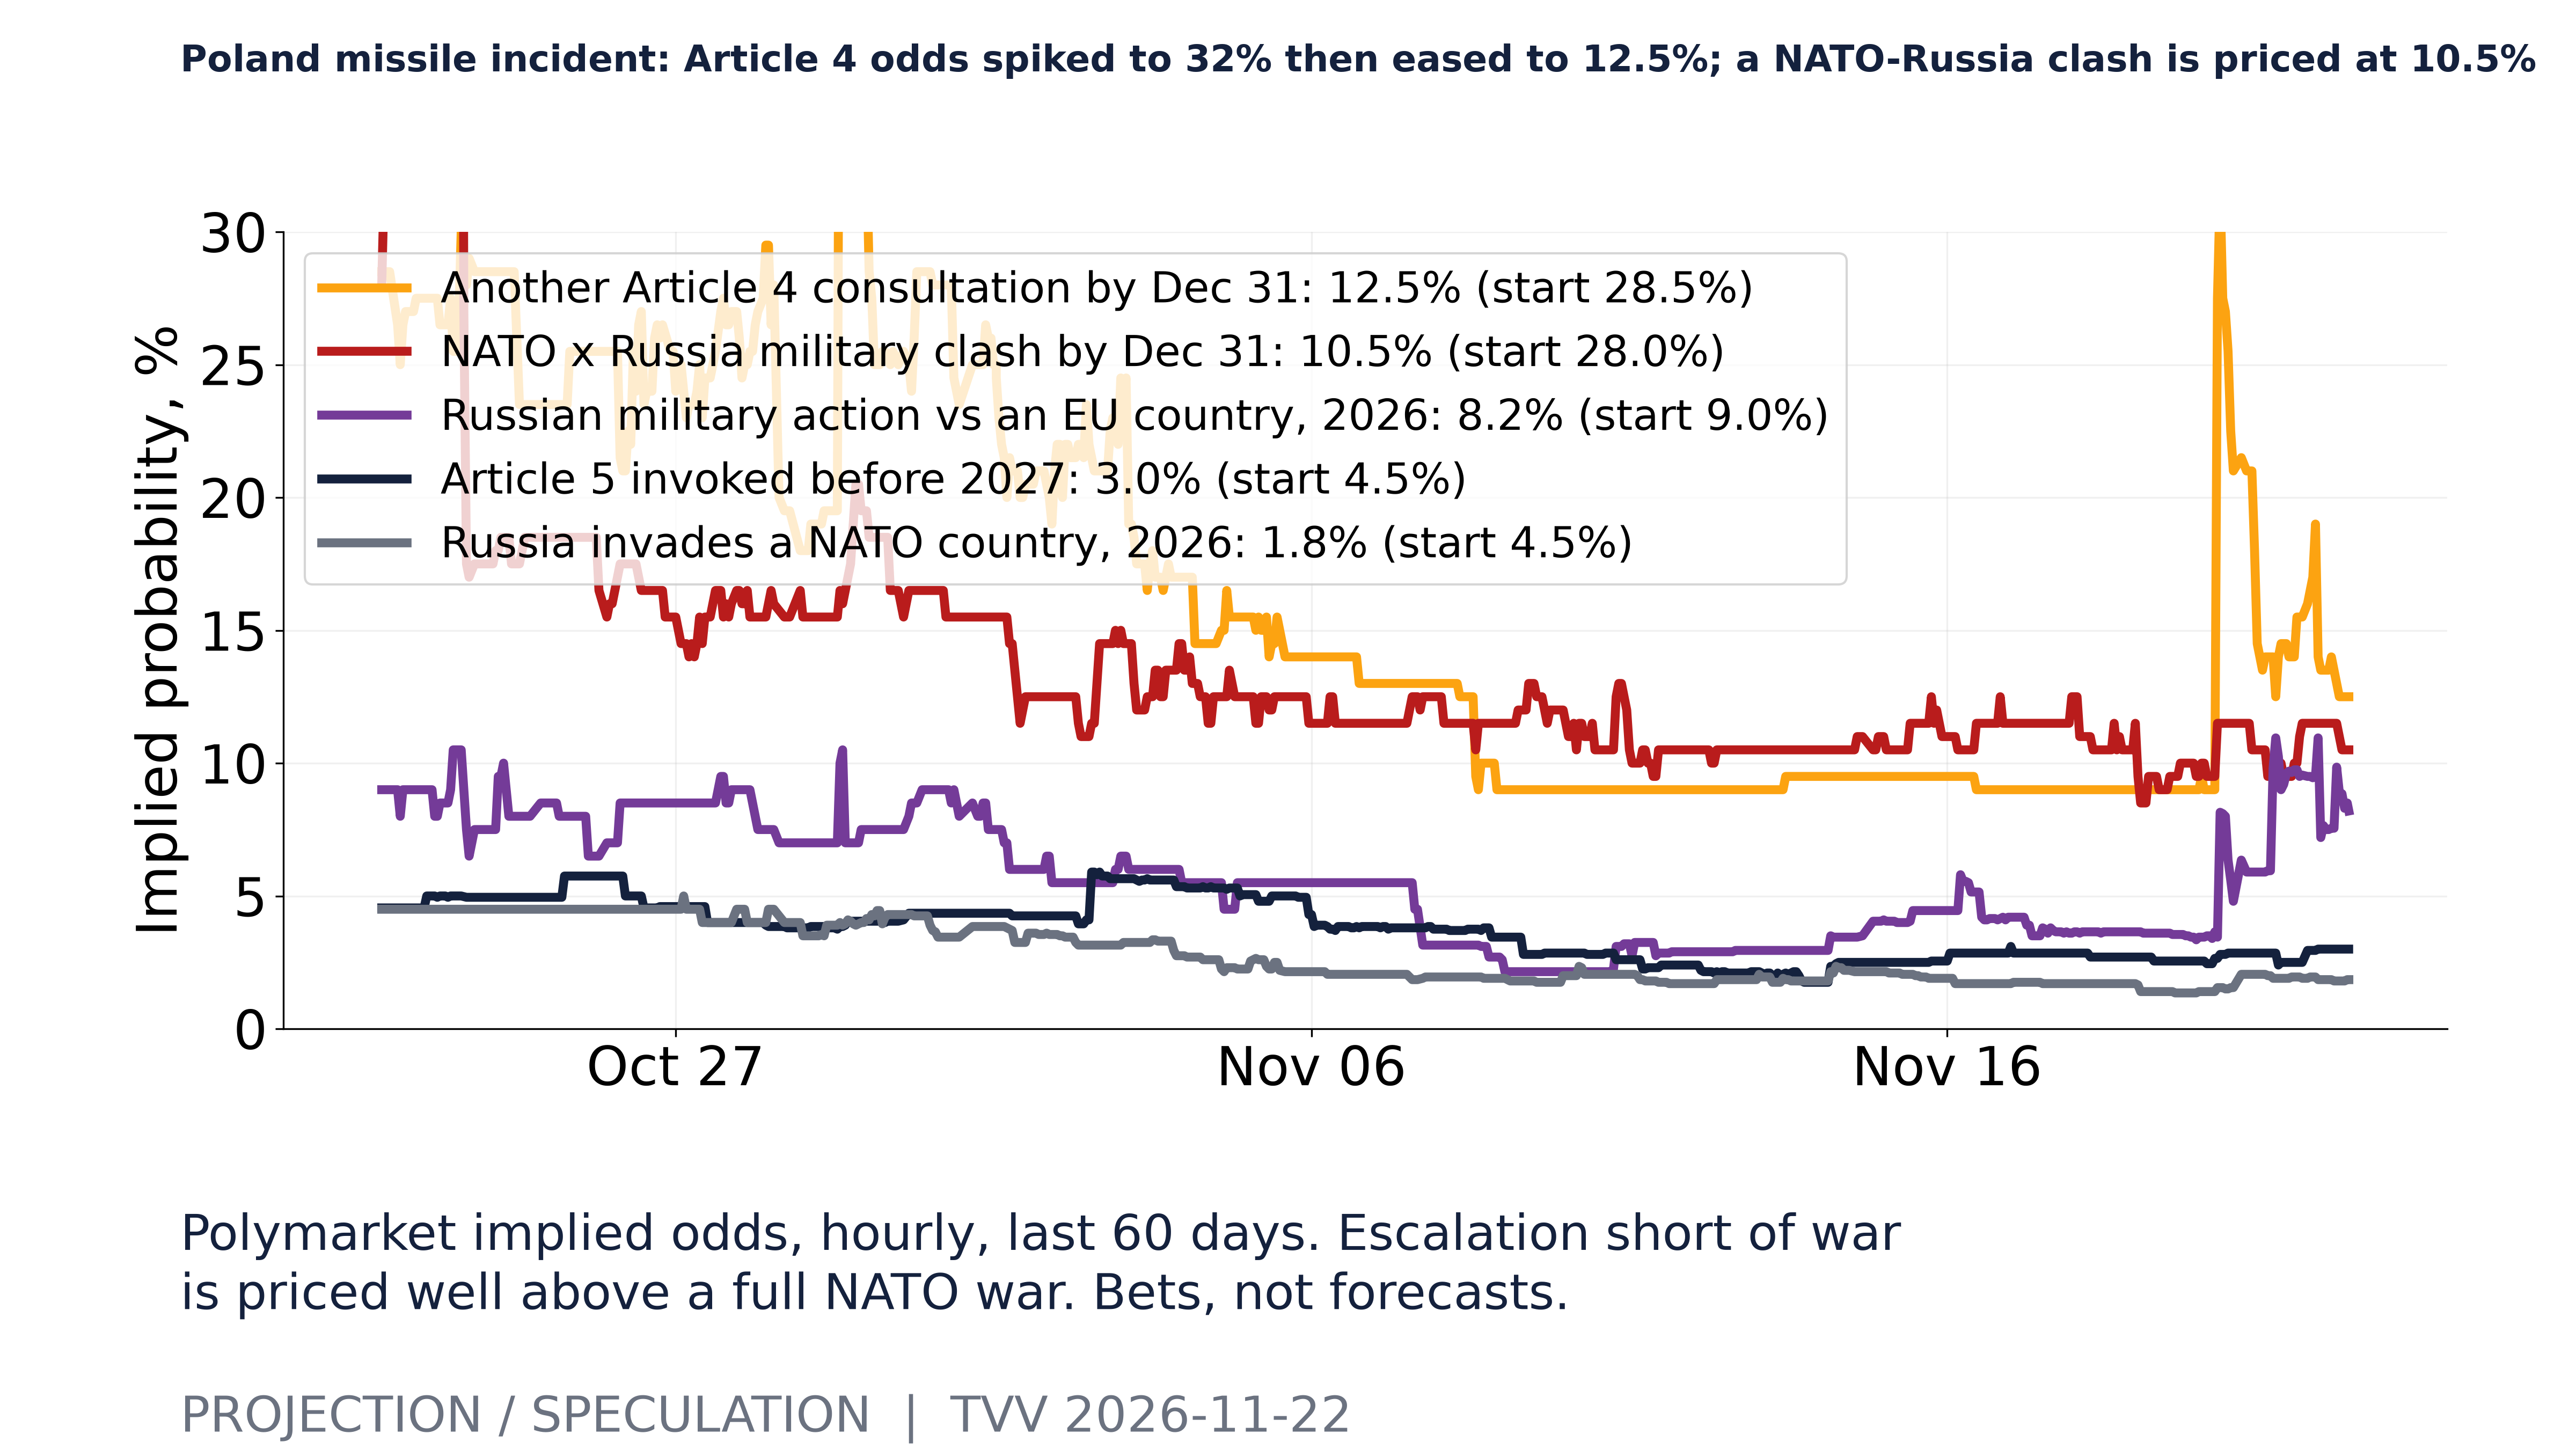 Poland missile incident: Article 4 odds spiked to 32% then eased to 12.5%; a NATO-Russia clash is priced at 10.5%
30
25
20
15
10
5
0
Implied probability, %
Another Article 4 consultation by Dec 31: 12.5% (start 28.5%)
NATO x Russia military clash by Dec 31: 10.5% (start 28.0%)
Russian military action vs an EU country, 2026: 8.2% (start 9.0%)
Article 5 invoked before 2027: 3.0% (start 4.5%)
Russia invades a NATO country, 2026: 1.8% (start 4.5%)
Oct 27
Nov 06
Nov 16
Polymarket implied odds, hourly, last 60 days. Escalation short of war
is priced well above a full NATO war. Bets, not forecasts.
PROJECTION / SPECULATION | TVV 2026-11-22